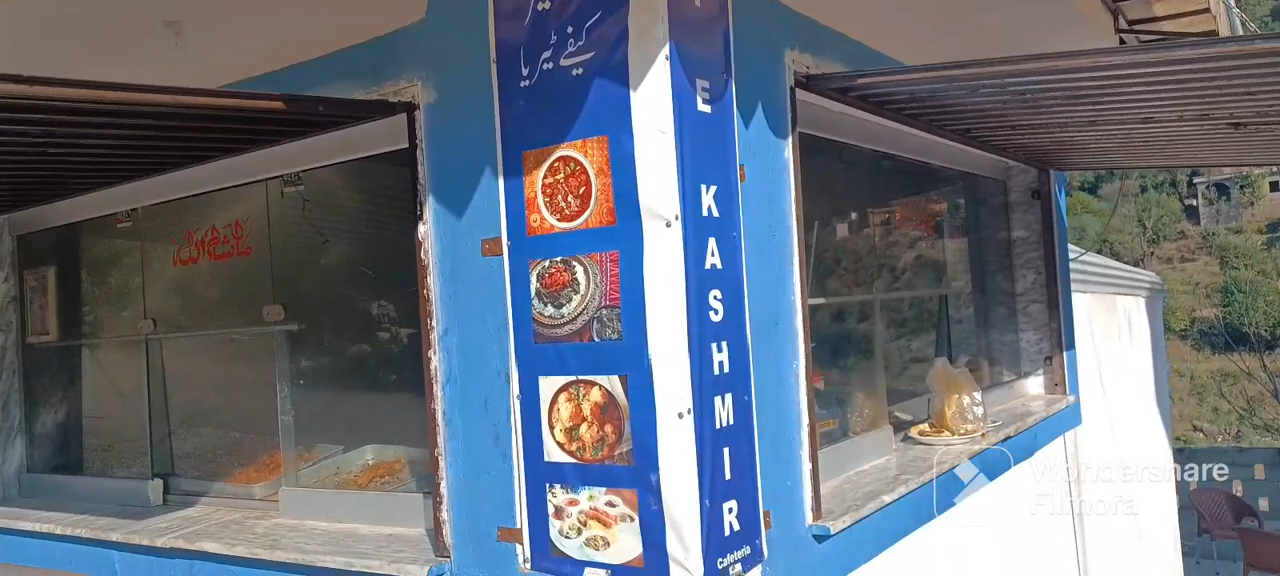 کیفے ٹیریا
E
KASHMIR
Cafeteria
ماشاءاللہ
Wondershare
Filmora